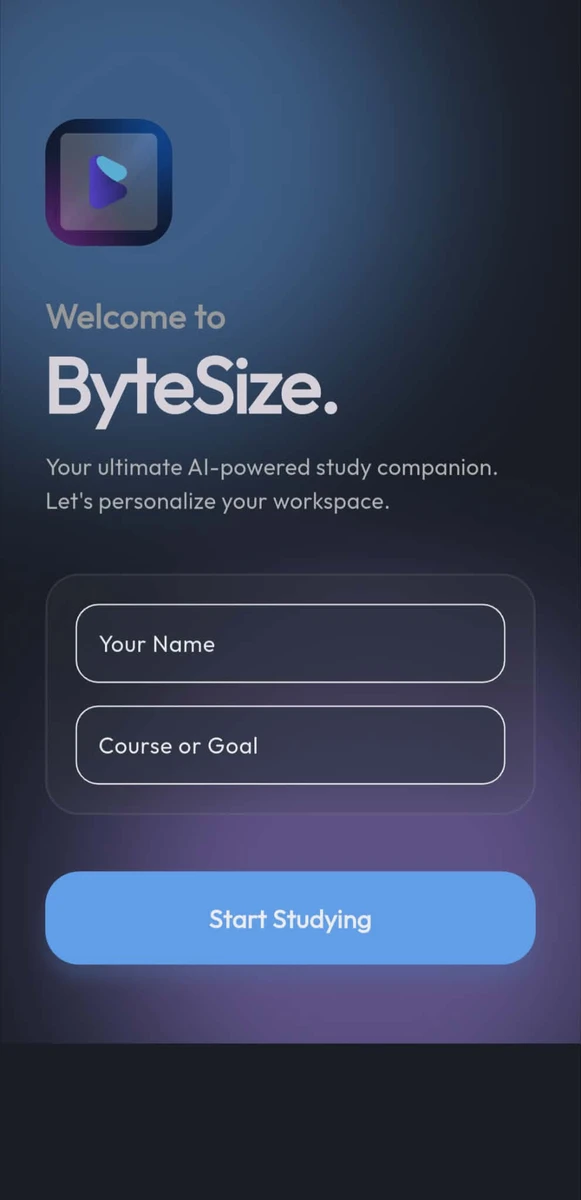 Welcome to
ByteSize.
Your ultimate AI-powered study companion.
Let's personalize your workspace.
Your Name
Course or Goal
Start Studying